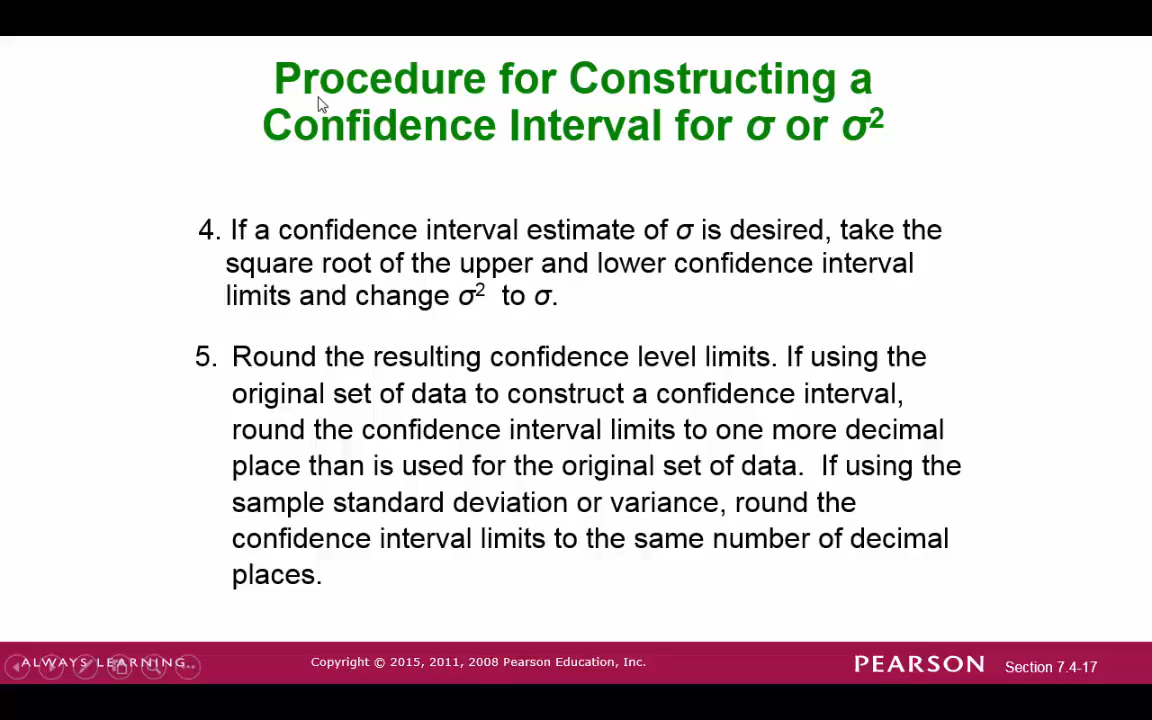 Procedure for Constructing a
Confidence Interval for σ or σ²
4. If a confidence interval estimate of σ is desired, take the
square root of the upper and lower confidence interval
limits and change σ² to σ.
5. Round the resulting confidence level limits. If using the
original set of data to construct a confidence interval,
round the confidence interval limits to one more decimal
place than is used for the original set of data. If using the
sample standard deviation or variance, round the
confidence interval limits to the same number of decimal
places.
ALWAYS LEARNING
Copyright © 2015, 2011, 2008 Pearson Education, Inc.
PEARSON
Section 7.4-17